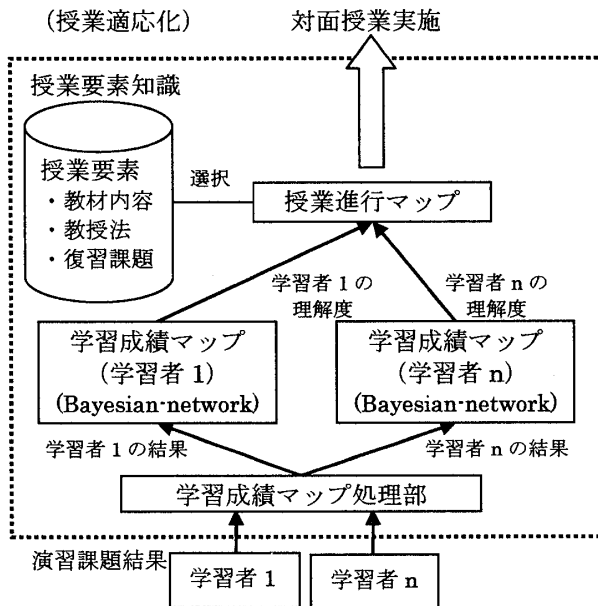 (授業適応化)
対面授業実施
授業要素知識
授業要素
・教材内容
・教授法
・復習課題
選択
授業進行マップ
学習者1の
理解度
学習者nの
理解度
学習成績マップ
(学習者1)
(Bayesian-network)
学習成績マップ
(学習者n)
(Bayesian-network)
学習者1の結果
学習者nの結果
学習成績マップ処理部
演習課題結果
学習者1
学習者n